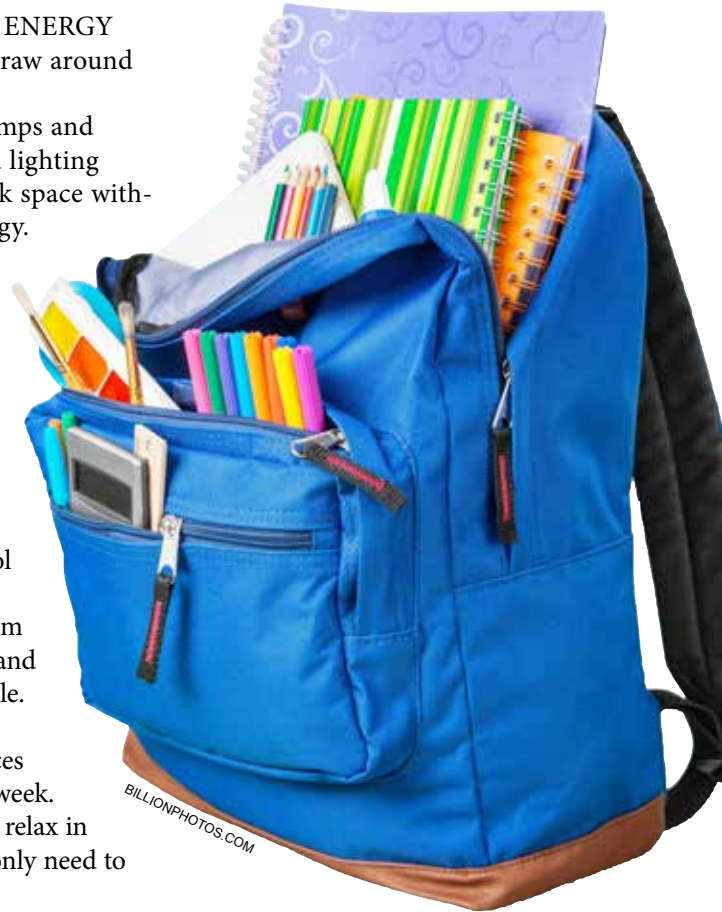 ENERGY
raw around
mps and
lighting
k space with-
gy.
ol
m
and
le.
ces
week.
relax in
only need to
BILLIONPHOTOS.COM